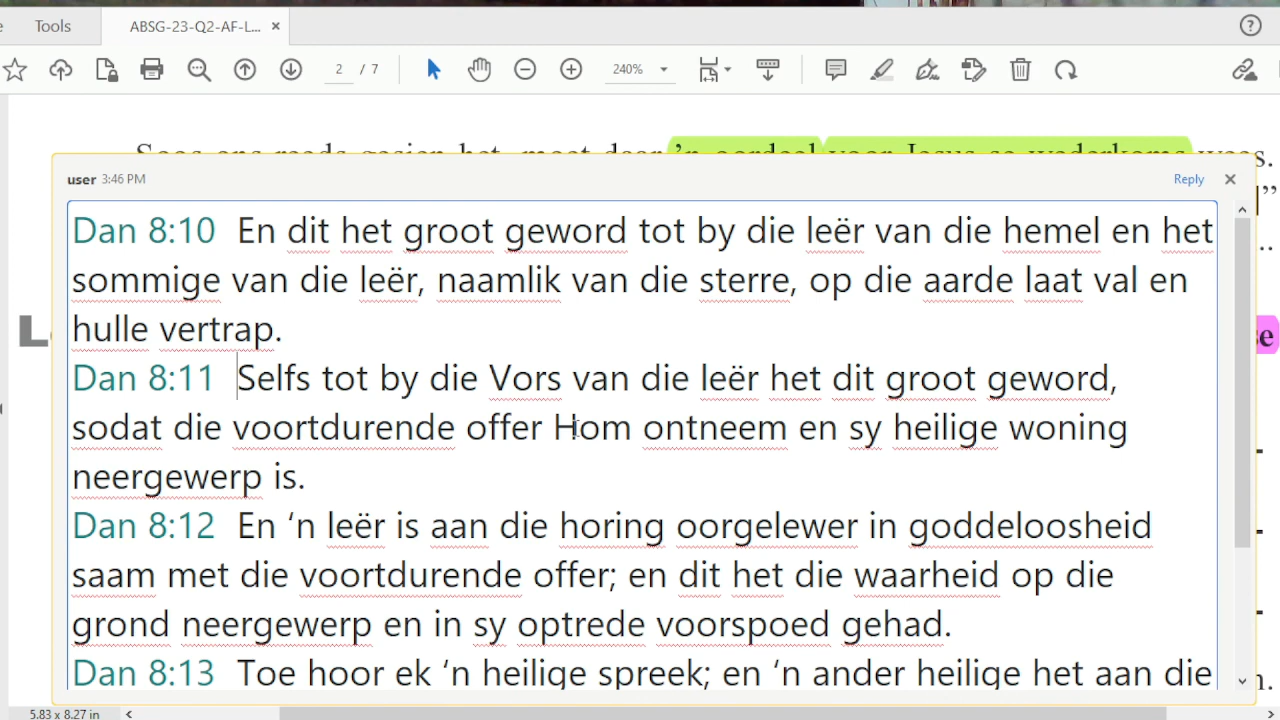 Tools
ABSG-23-Q2-AF-L... ×
2 / 7
240%
user 3:46 PM
Reply
Dan 8:10 En dit het groot geword tot by die leër van die hemel en het
sommige van die leër, naamlik van die sterre, op die aarde laat val en
hulle vertrap.
Dan 8:11 Selfs tot by die Vors van die leër het dit groot geword,
sodat die voortdurende offer Hom ontneem en sy heilige woning
neergewerp is.
Dan 8:12 En ‘n leër is aan die horing oorgelewer in goddeloosheid
saam met die voortdurende offer; en dit het die waarheid op die
grond neergewerp en in sy optrede voorspoed gehad.
Dan 8:13 Toe hoor ek ‘n heilige spreek; en ‘n ander heilige het aan die
5.83 x 8.27 in